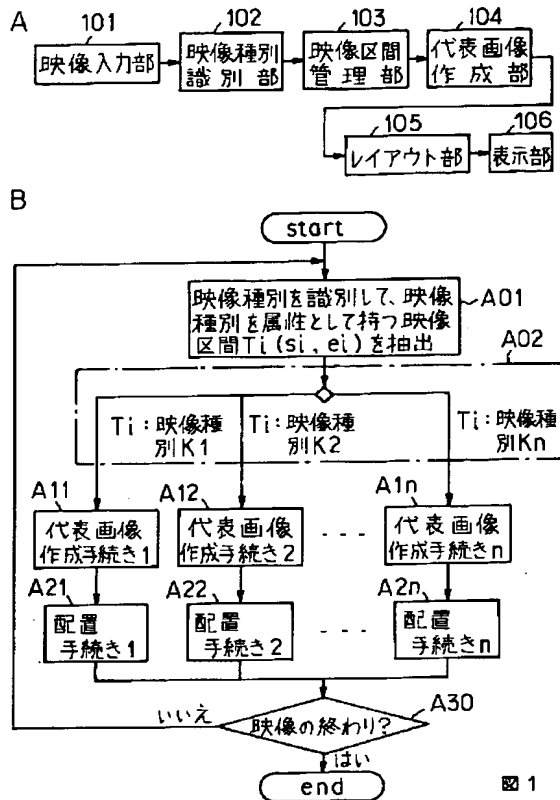 A
101
映像入力部
102
映像種別
識別部
103
映像区間
管理部
104
代表画像
作成部
105
レイアウト部
106
表示部
B
start
映像種別を識別して、映像
種別を属性として持つ映像
区間Ti(si, ei)を抽出
A01
A02
Ti:映像種
別K1
Ti:映像種
別K2
Ti:映像種
別Kn
A11
代表画像
作成手続き1
A12
代表画像
作成手続き2
- - - -
A1n
代表画像
作成手続きn
A21
配置
手続き1
A22
配置
手続き2
- - -
A2n
配置
手続きn
いいえ
映像の終わり?
A30
はい
end
図1